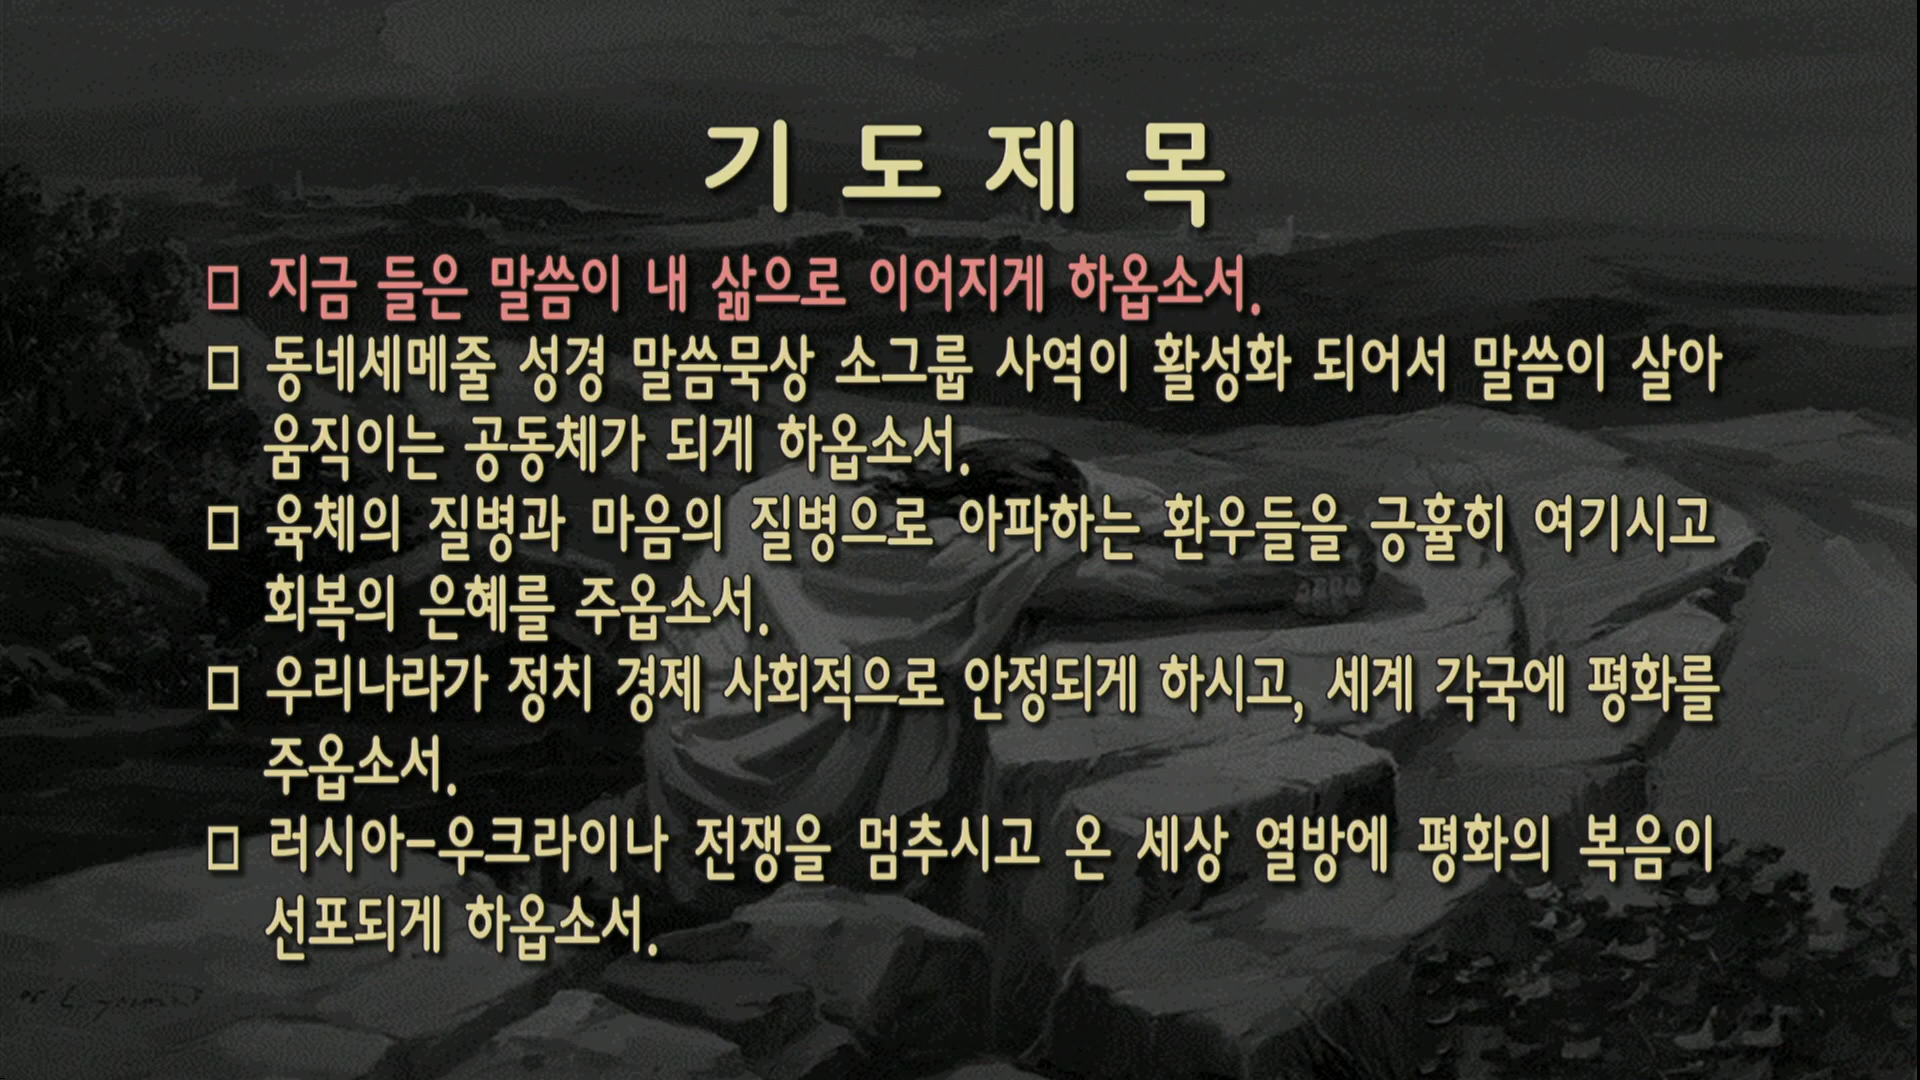 기 도 제 목
□ 지금 들은 말씀이 내 삶으로 이어지게 하옵소서.
□ 동네세메줄 성경 말씀묵상 소그룹 사역이 활성화 되어서 말씀이 살아
움직이는 공동체가 되게 하옵소서.
□ 육체의 질병과 마음의 질병으로 아파하는 환우들을 긍휼히 여기시고
회복의 은혜를 주옵소서.
□ 우리나라가 정치 경제 사회적으로 안정되게 하시고, 세계 각국에 평화를
주옵소서.
□ 러시아-우크라이나 전쟁을 멈추시고 온 세상 열방에 평화의 복음이
선포되게 하옵소서.